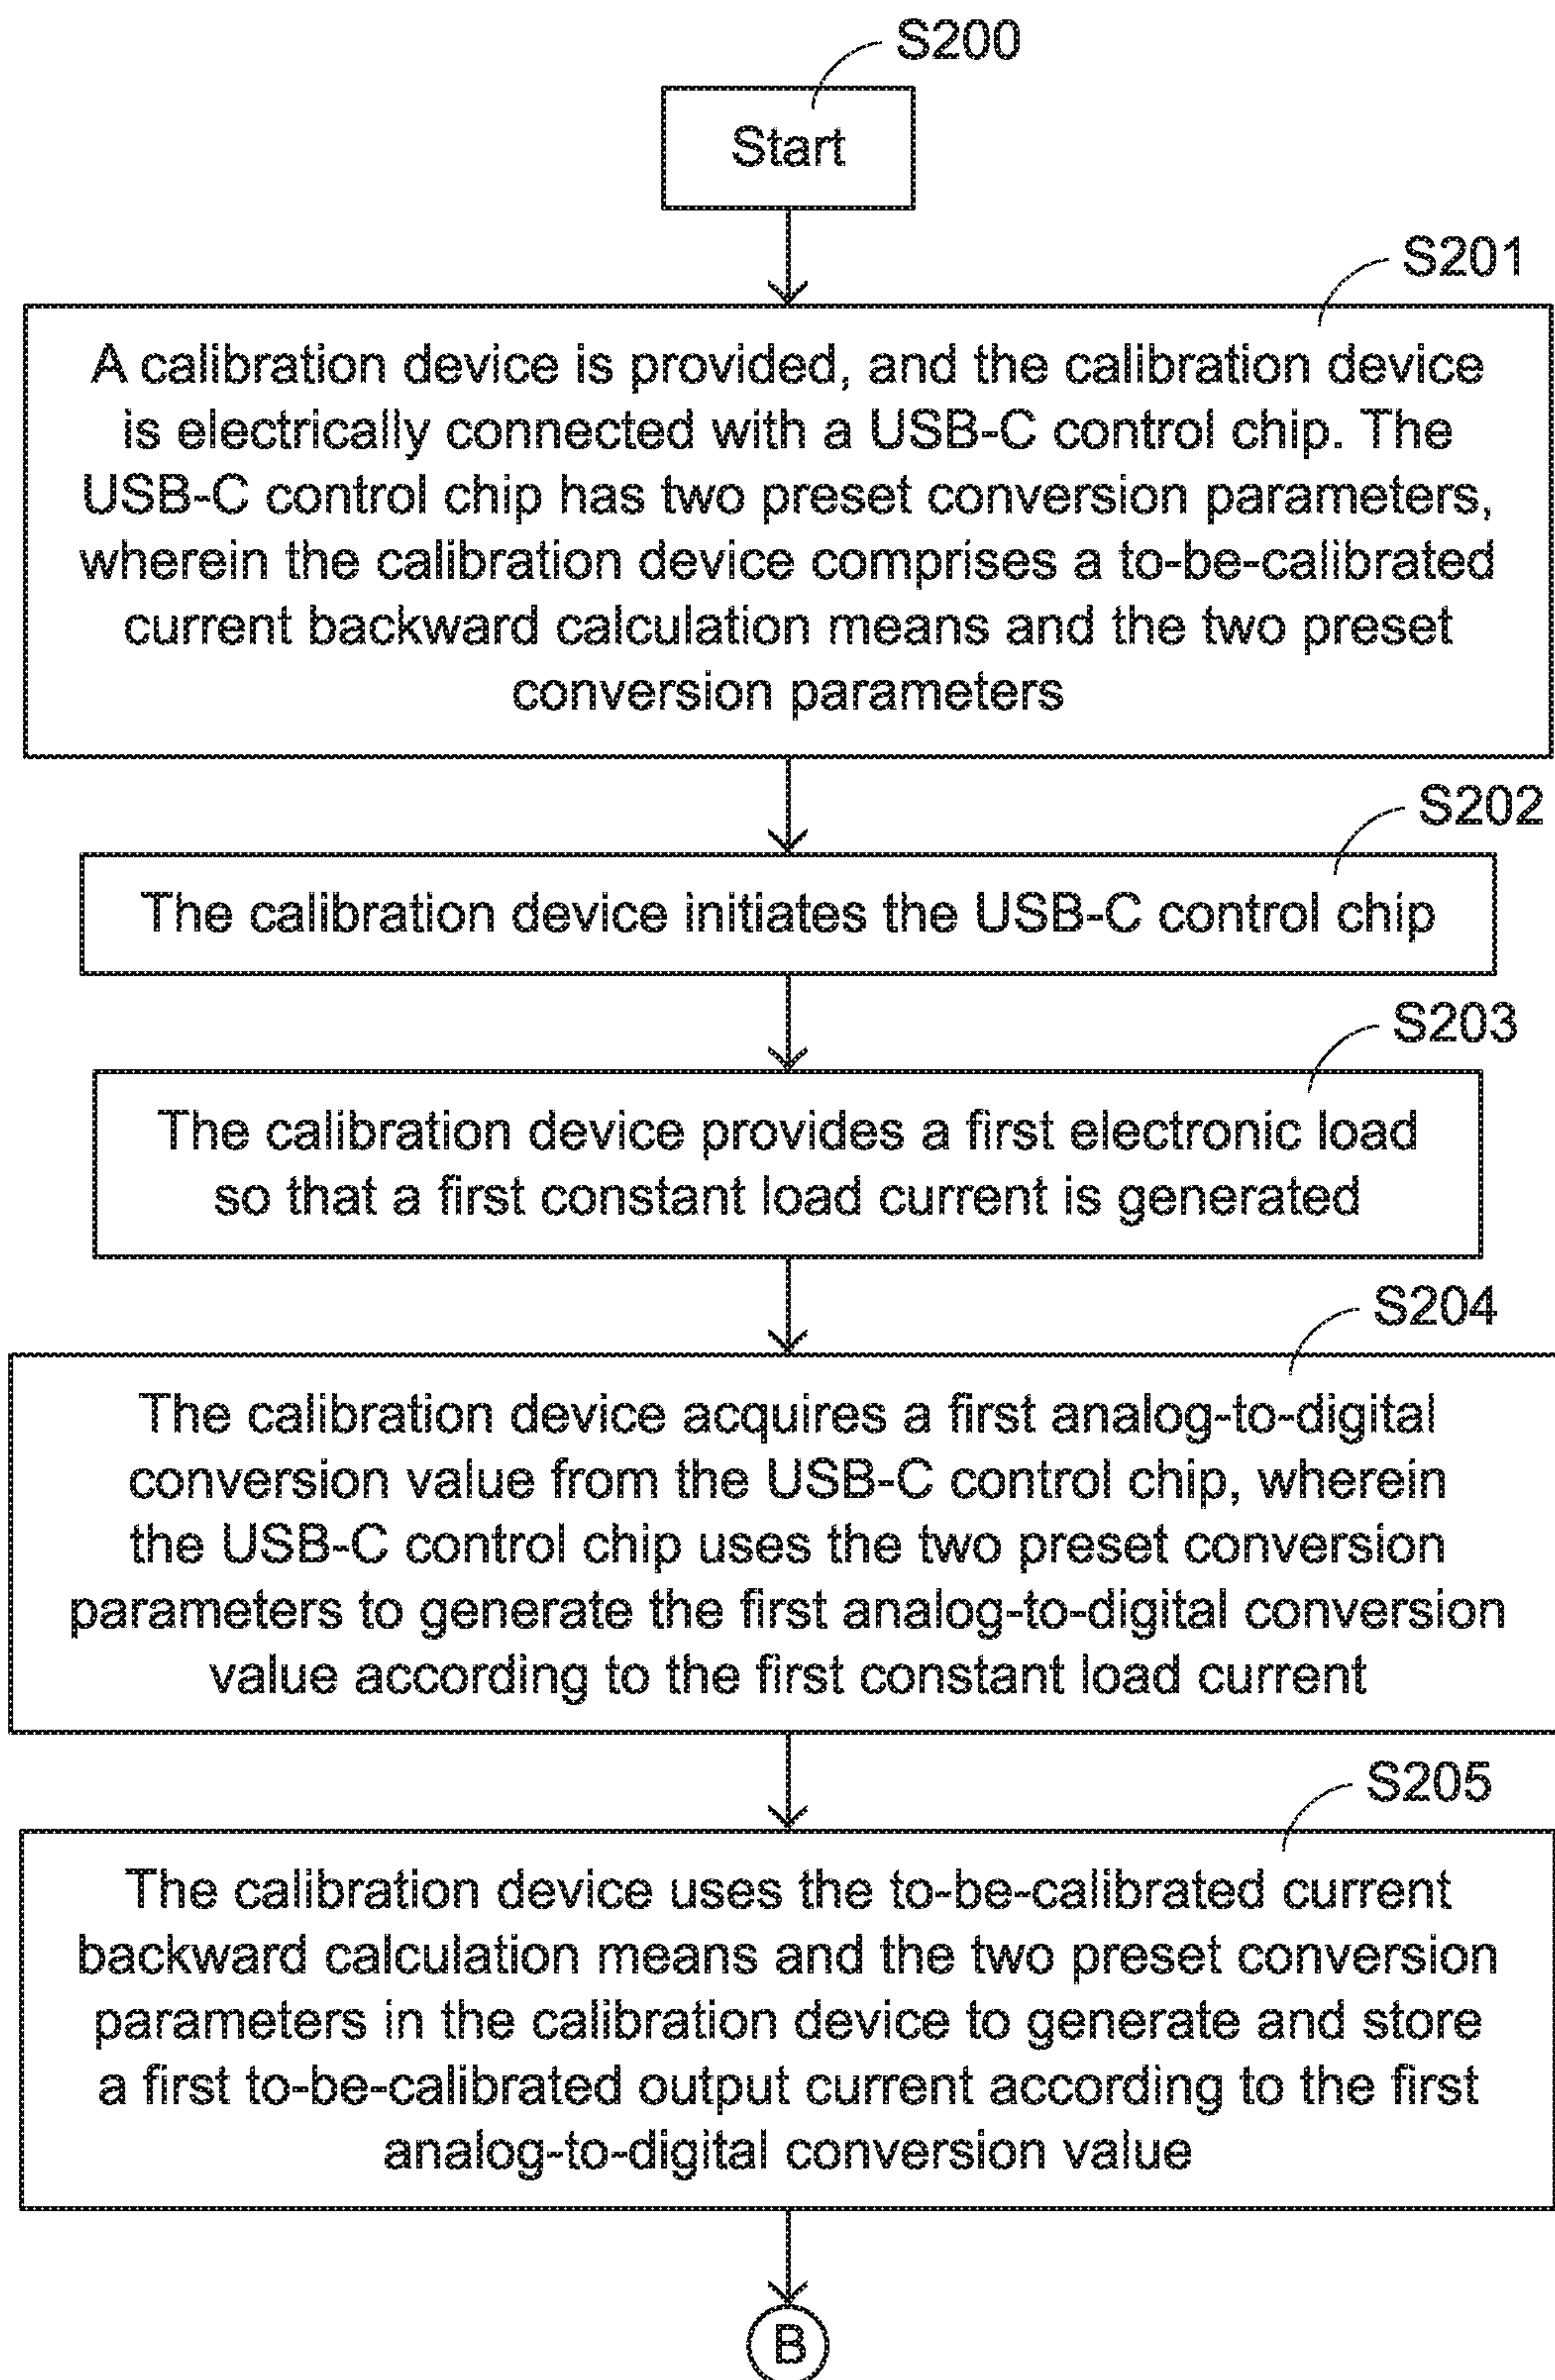 S200
Start
S201
A calibration device is provided, and the calibration device
is electrically connected with a USB-C control chip. The
USB-C control chip has two preset conversion parameters,
wherein the calibration device comprises a to-be-calibrated
current backward calculation means and the two preset
conversion parameters
S202
The calibration device initiates the USB-C control chip
S203
The calibration device provides a first electronic load
so that a first constant load current is generated
S204
The calibration device acquires a first analog-to-digital
conversion value from the USB-C control chip, wherein
the USB-C control chip uses the two preset conversion
parameters to generate the first analog-to-digital conversion
value according to the first constant load current
S205
The calibration device uses the to-be-calibrated current
backward calculation means and the two preset conversion
parameters in the calibration device to generate and store
a first to-be-calibrated output current according to the first
analog-to-digital conversion value
B